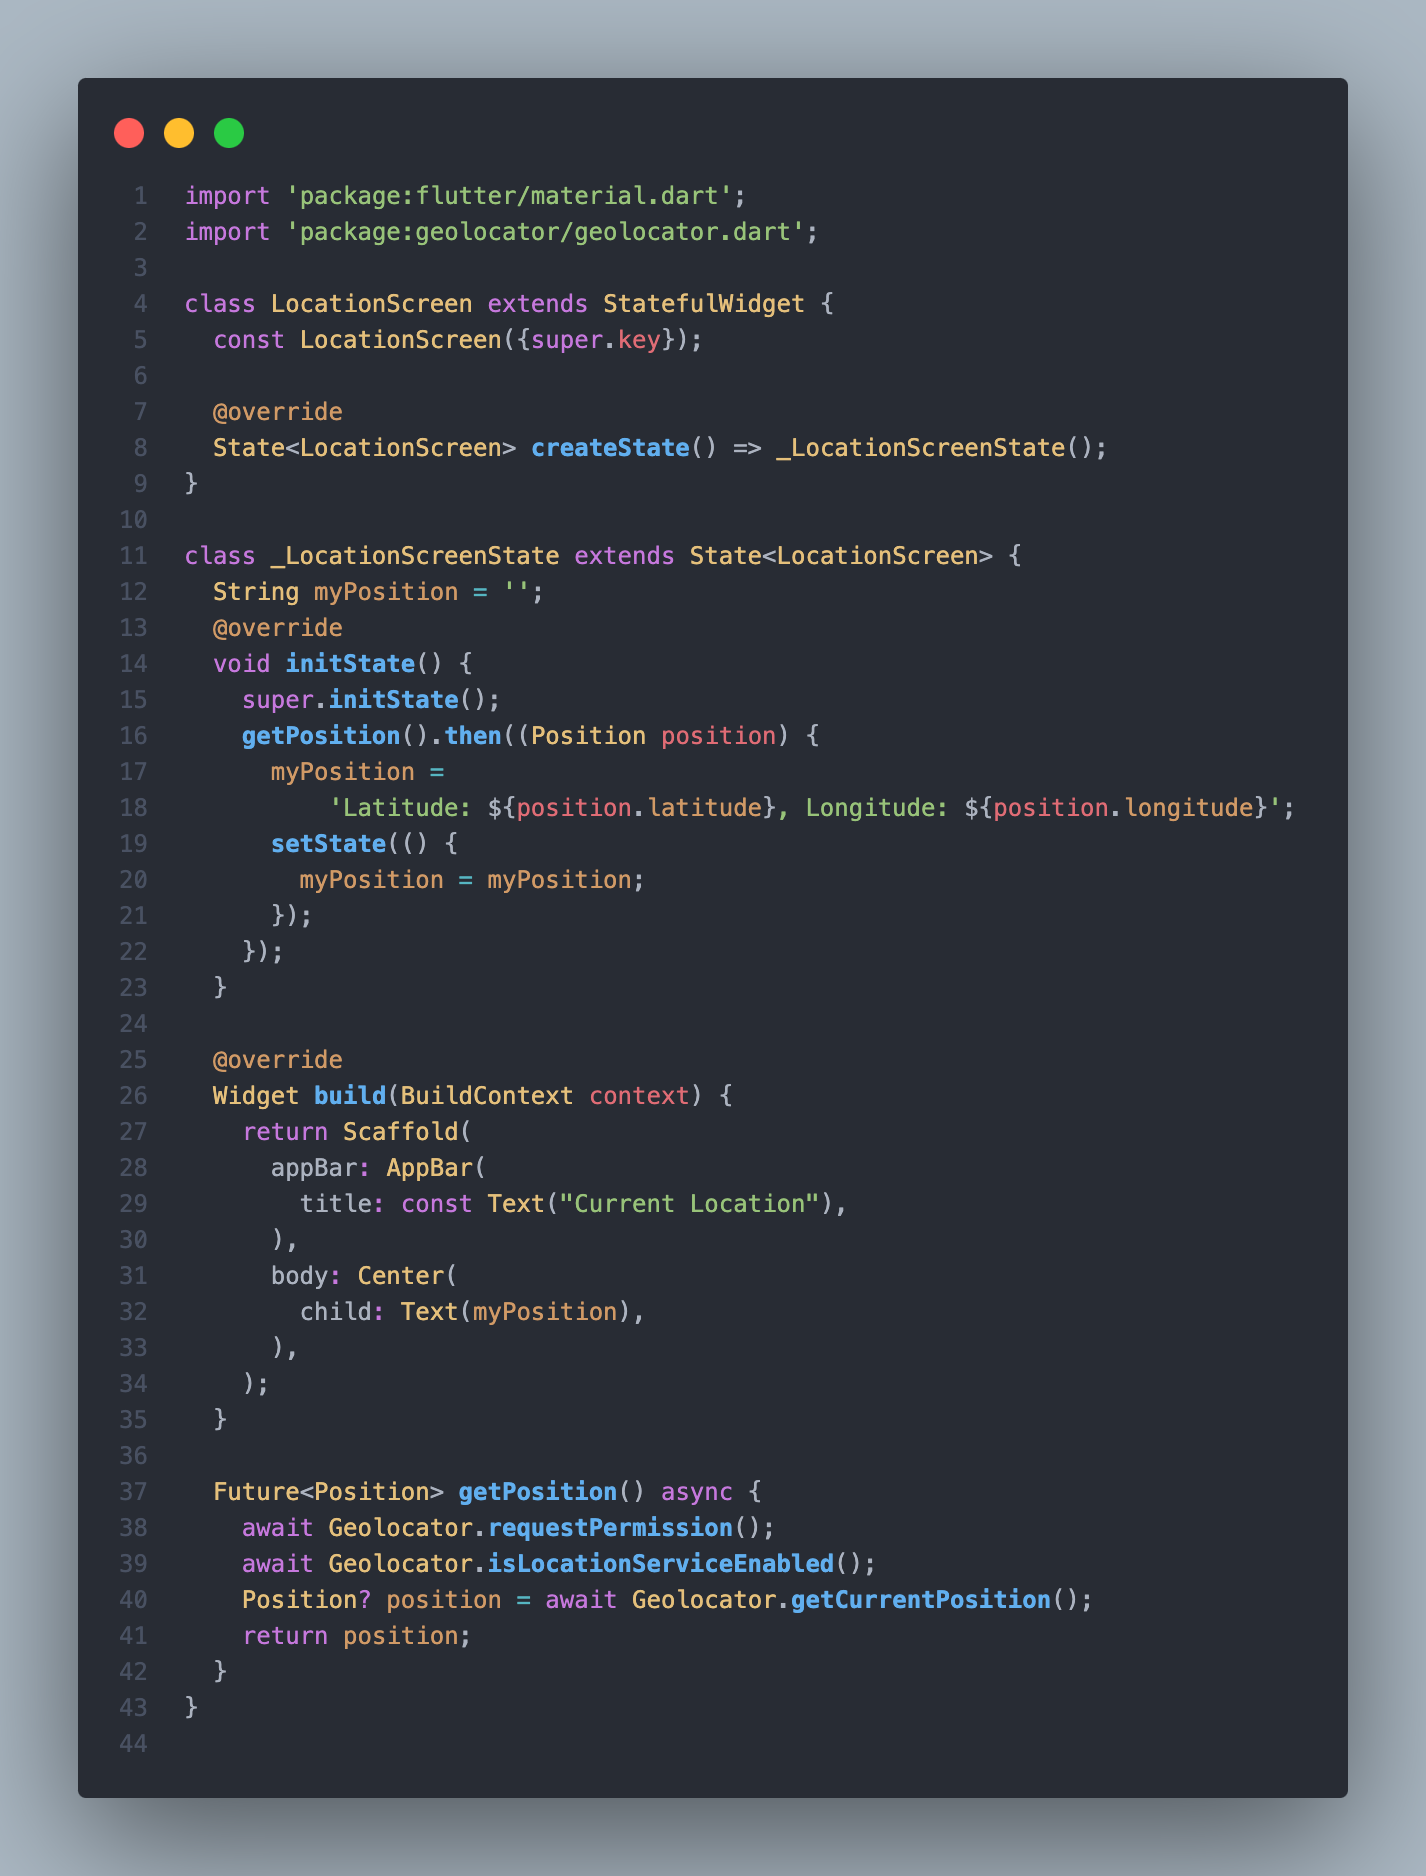 1 import 'package:flutter/material.dart';
2 import 'package:geolocator/geolocator.dart';
3
4 class LocationScreen extends StatefulWidget {
5   const LocationScreen({super.key});
6
7   @override
8   State<LocationScreen> createState() => _LocationScreenState();
9 }
10
11 class _LocationScreenState extends State<LocationScreen> {
12   String myPosition = '';
13   @override
14   void initState() {
15     super.initState();
16     getPosition().then((Position position) {
17       myPosition =
18           'Latitude: ${position.latitude}, Longitude: ${position.longitude}';
19       setState(() {
20         myPosition = myPosition;
21       });
22     });
23   }
24
25   @override
26   Widget build(BuildContext context) {
27     return Scaffold(
28       appBar: AppBar(
29         title: const Text("Current Location"),
30       ),
31       body: Center(
32         child: Text(myPosition),
33       ),
34     );
35   }
36
37   Future<Position> getPosition() async {
38     await Geolocator.requestPermission();
39     await Geolocator.isLocationServiceEnabled();
40     Position? position = await Geolocator.getCurrentPosition();
41     return position;
42   }
43 }
44